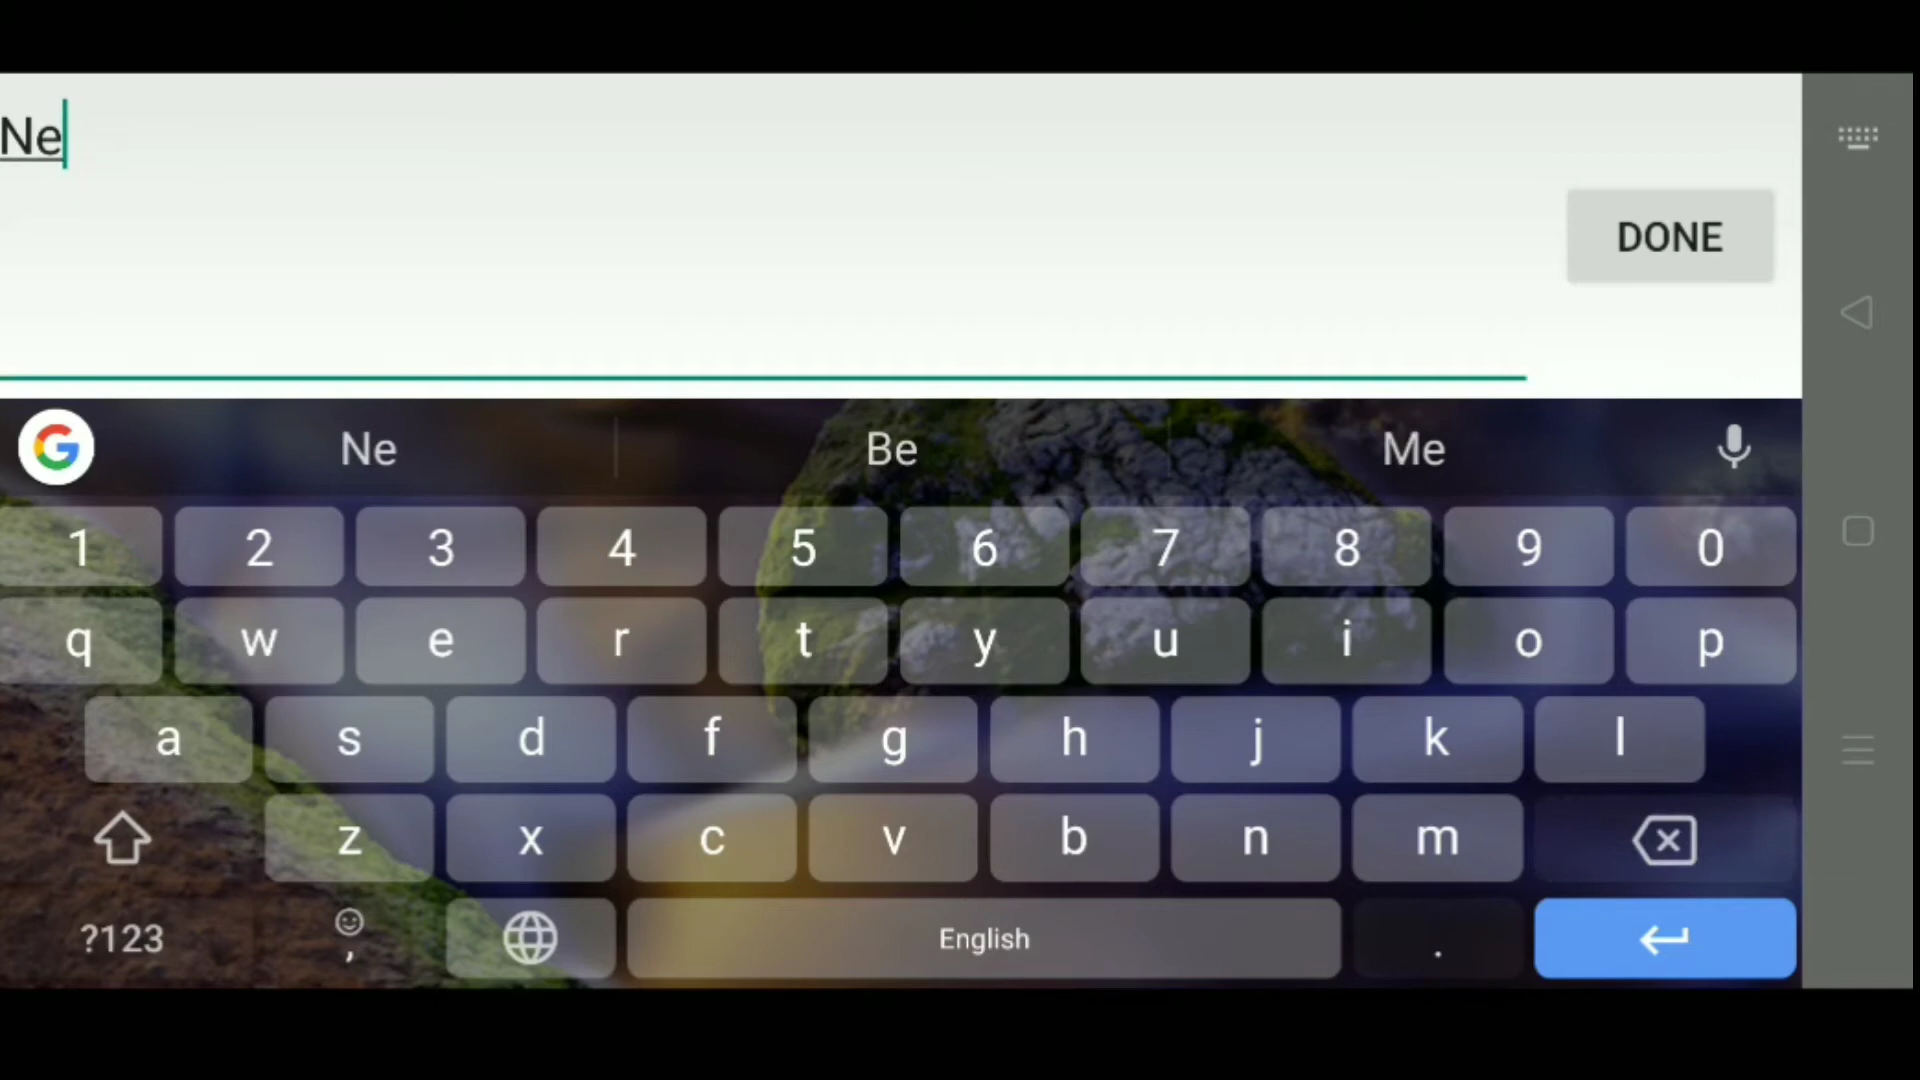 Ne
DONE
Ne Be Me
1 2 3 4 5 6 7 8 9 0
q w e r t y u i o p
a s d f g h j k l
z x c v b n m
?123 , English .